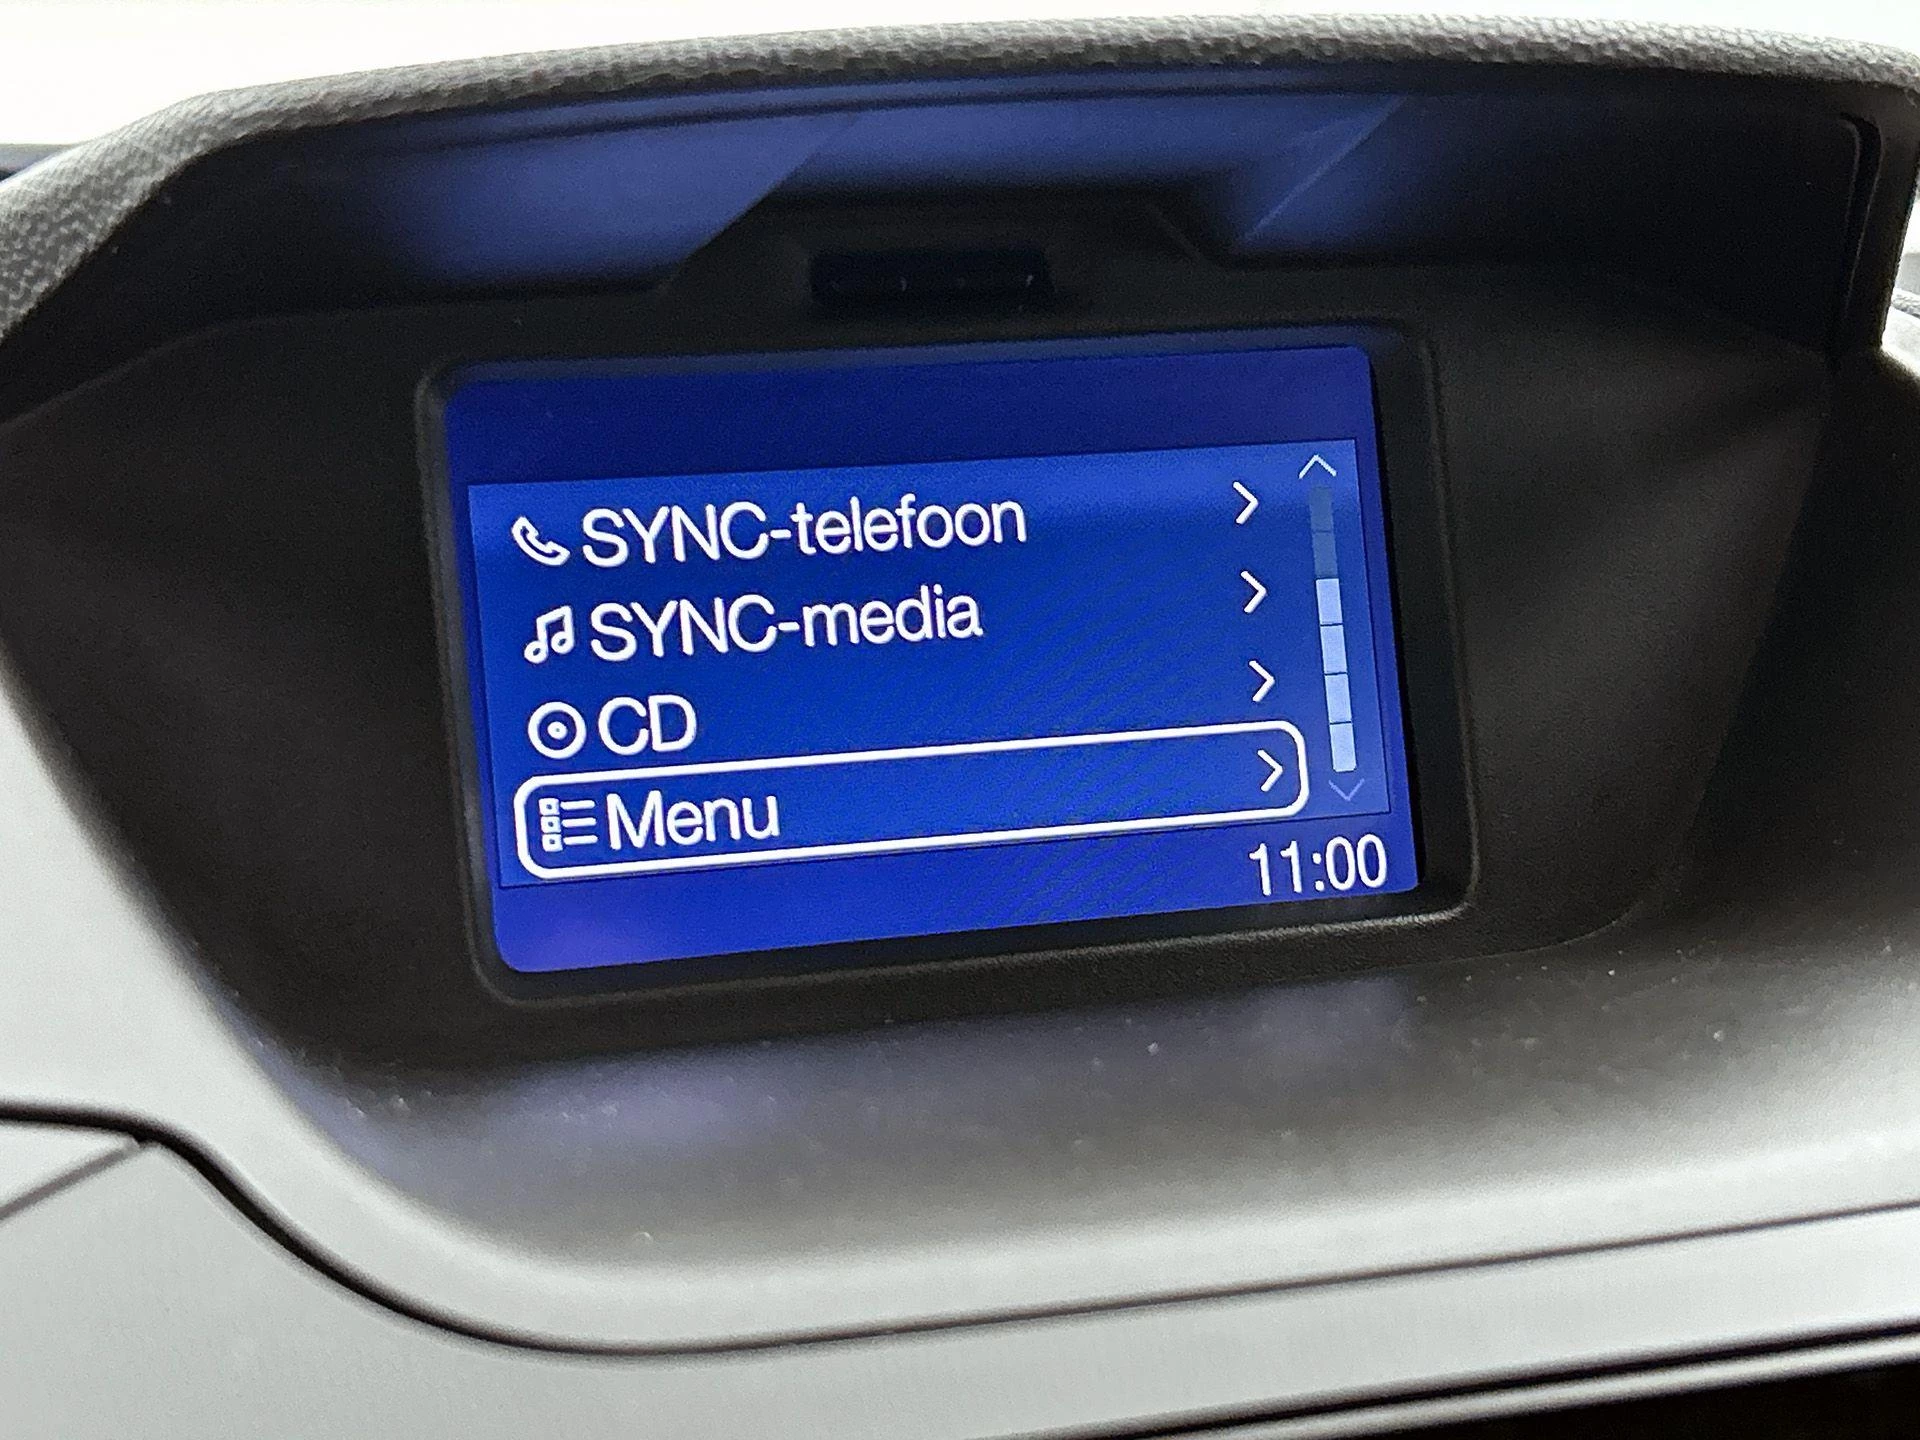 SYNC-telefoon
SYNC-media
CD
Menu
11:00